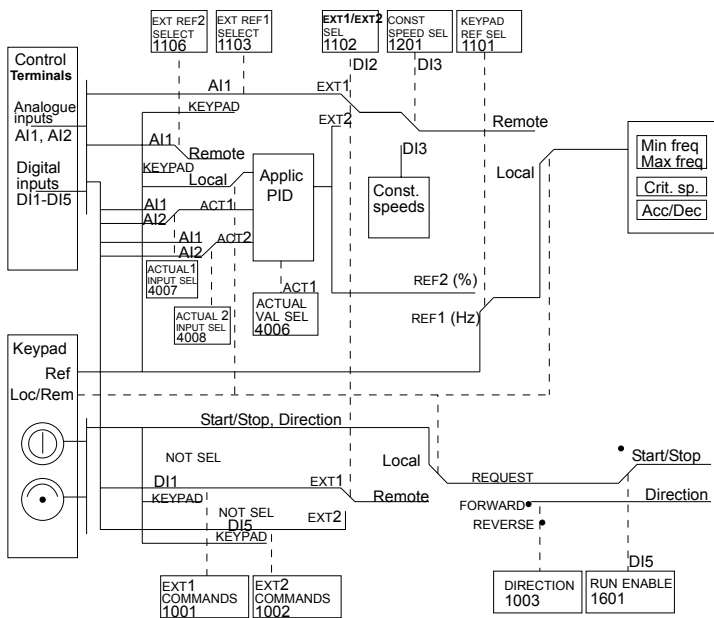 EXT REF2
SELECT
1106
EXT REF1
SELECT
1103
EXT1/EXT2
SEL
1102
CONST
SPEED SEL
1201
KEYPAD
REF SEL
1101
Control
Terminals
Analogue
inputs
AI1, AI2
Digital
inputs
DI1-DI5
DI2
DI3
AI1
EXT1
KEYPAD
EXT2
Remote
AI1
Remote
KEYPAD
Local
Applic
PID
DI3
Const.
speeds
Local
Min freq
Max freq
Crit. sp.
Acc/Dec
AI1
AI2
ACT1
AI1
AI2
ACT2
ACTUAL1
INPUT SEL
4007
ACTUAL 2
INPUT SEL
4008
ACT1
ACTUAL
VAL SEL
4006
REF2 (%)
REF1 (Hz)
Keypad
Ref
Loc/Rem
Start/Stop, Direction
NOT SEL
Local
REQUEST
Start/Stop
DI1
EXT1
KEYPAD
Remote
FORWARD
Direction
NOT SEL
DI5
EXT2
REVERSE
KEYPAD
DI5
EXT1
COMMANDS
1001
EXT2
COMMANDS
1002
DIRECTION
1003
RUN ENABLE
1601